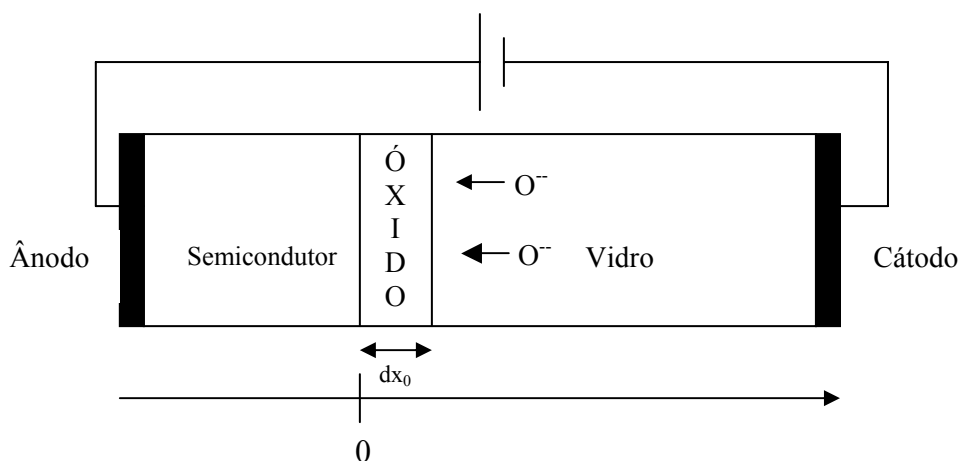 Ó
X
I
D
O
O⁻⁻
O⁻⁻
Ânodo
Semicondutor
Vidro
Cátodo
dx₀
0